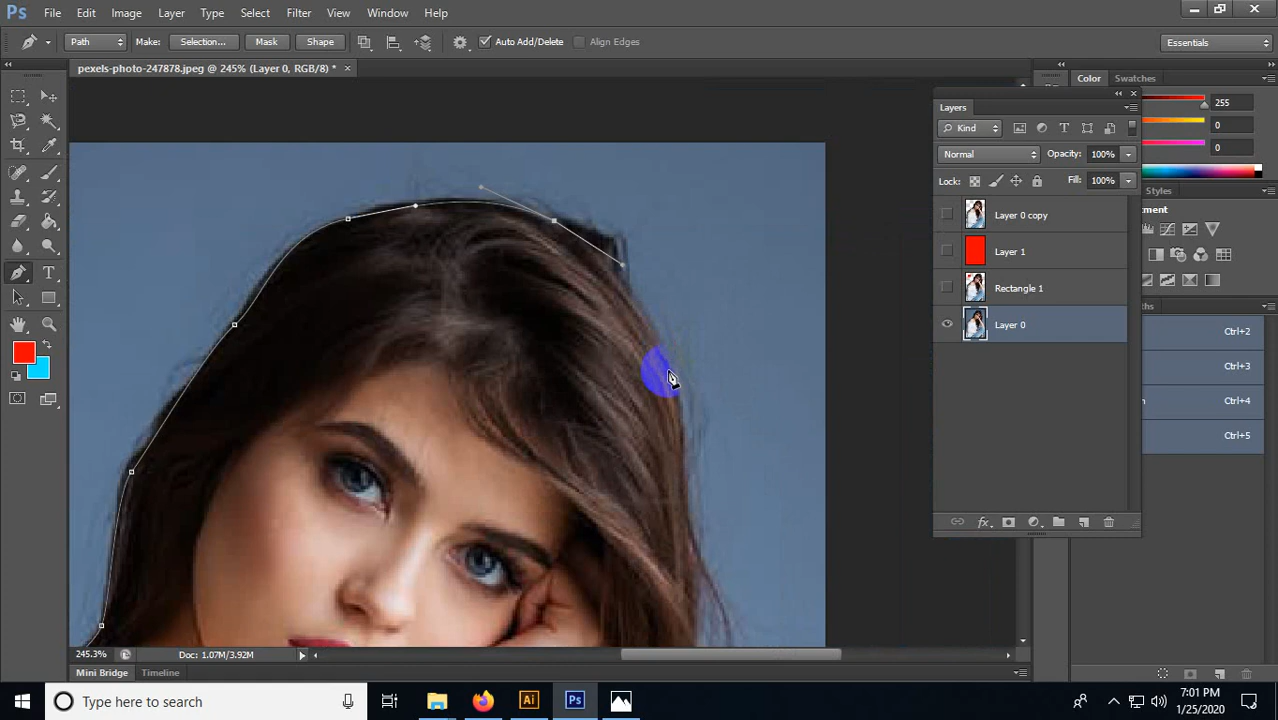 Ps File Edit Image Layer Type Select Filter 3D View Window Help
Path Make: Selection... Mask Shape Auto Add/Delete Align Edges Essentials
pexels-photo-247878.jpeg @ 245% (Layer 0, RGB/8) * ×
Color Swatches
255
0
0
Styles
Layers
Kind
Normal Opacity: 100%
Lock: Fill: 100%
Layer 0 copy
Layer 1
Rectangle 1
Layer 0
Ctrl+2
Ctrl+3
Ctrl+4
Ctrl+5
245.3% Doc: 1.07M/3.92M
Mini Bridge Timeline
Type here to search
Ai Ps
7:01 PM
1/25/2020